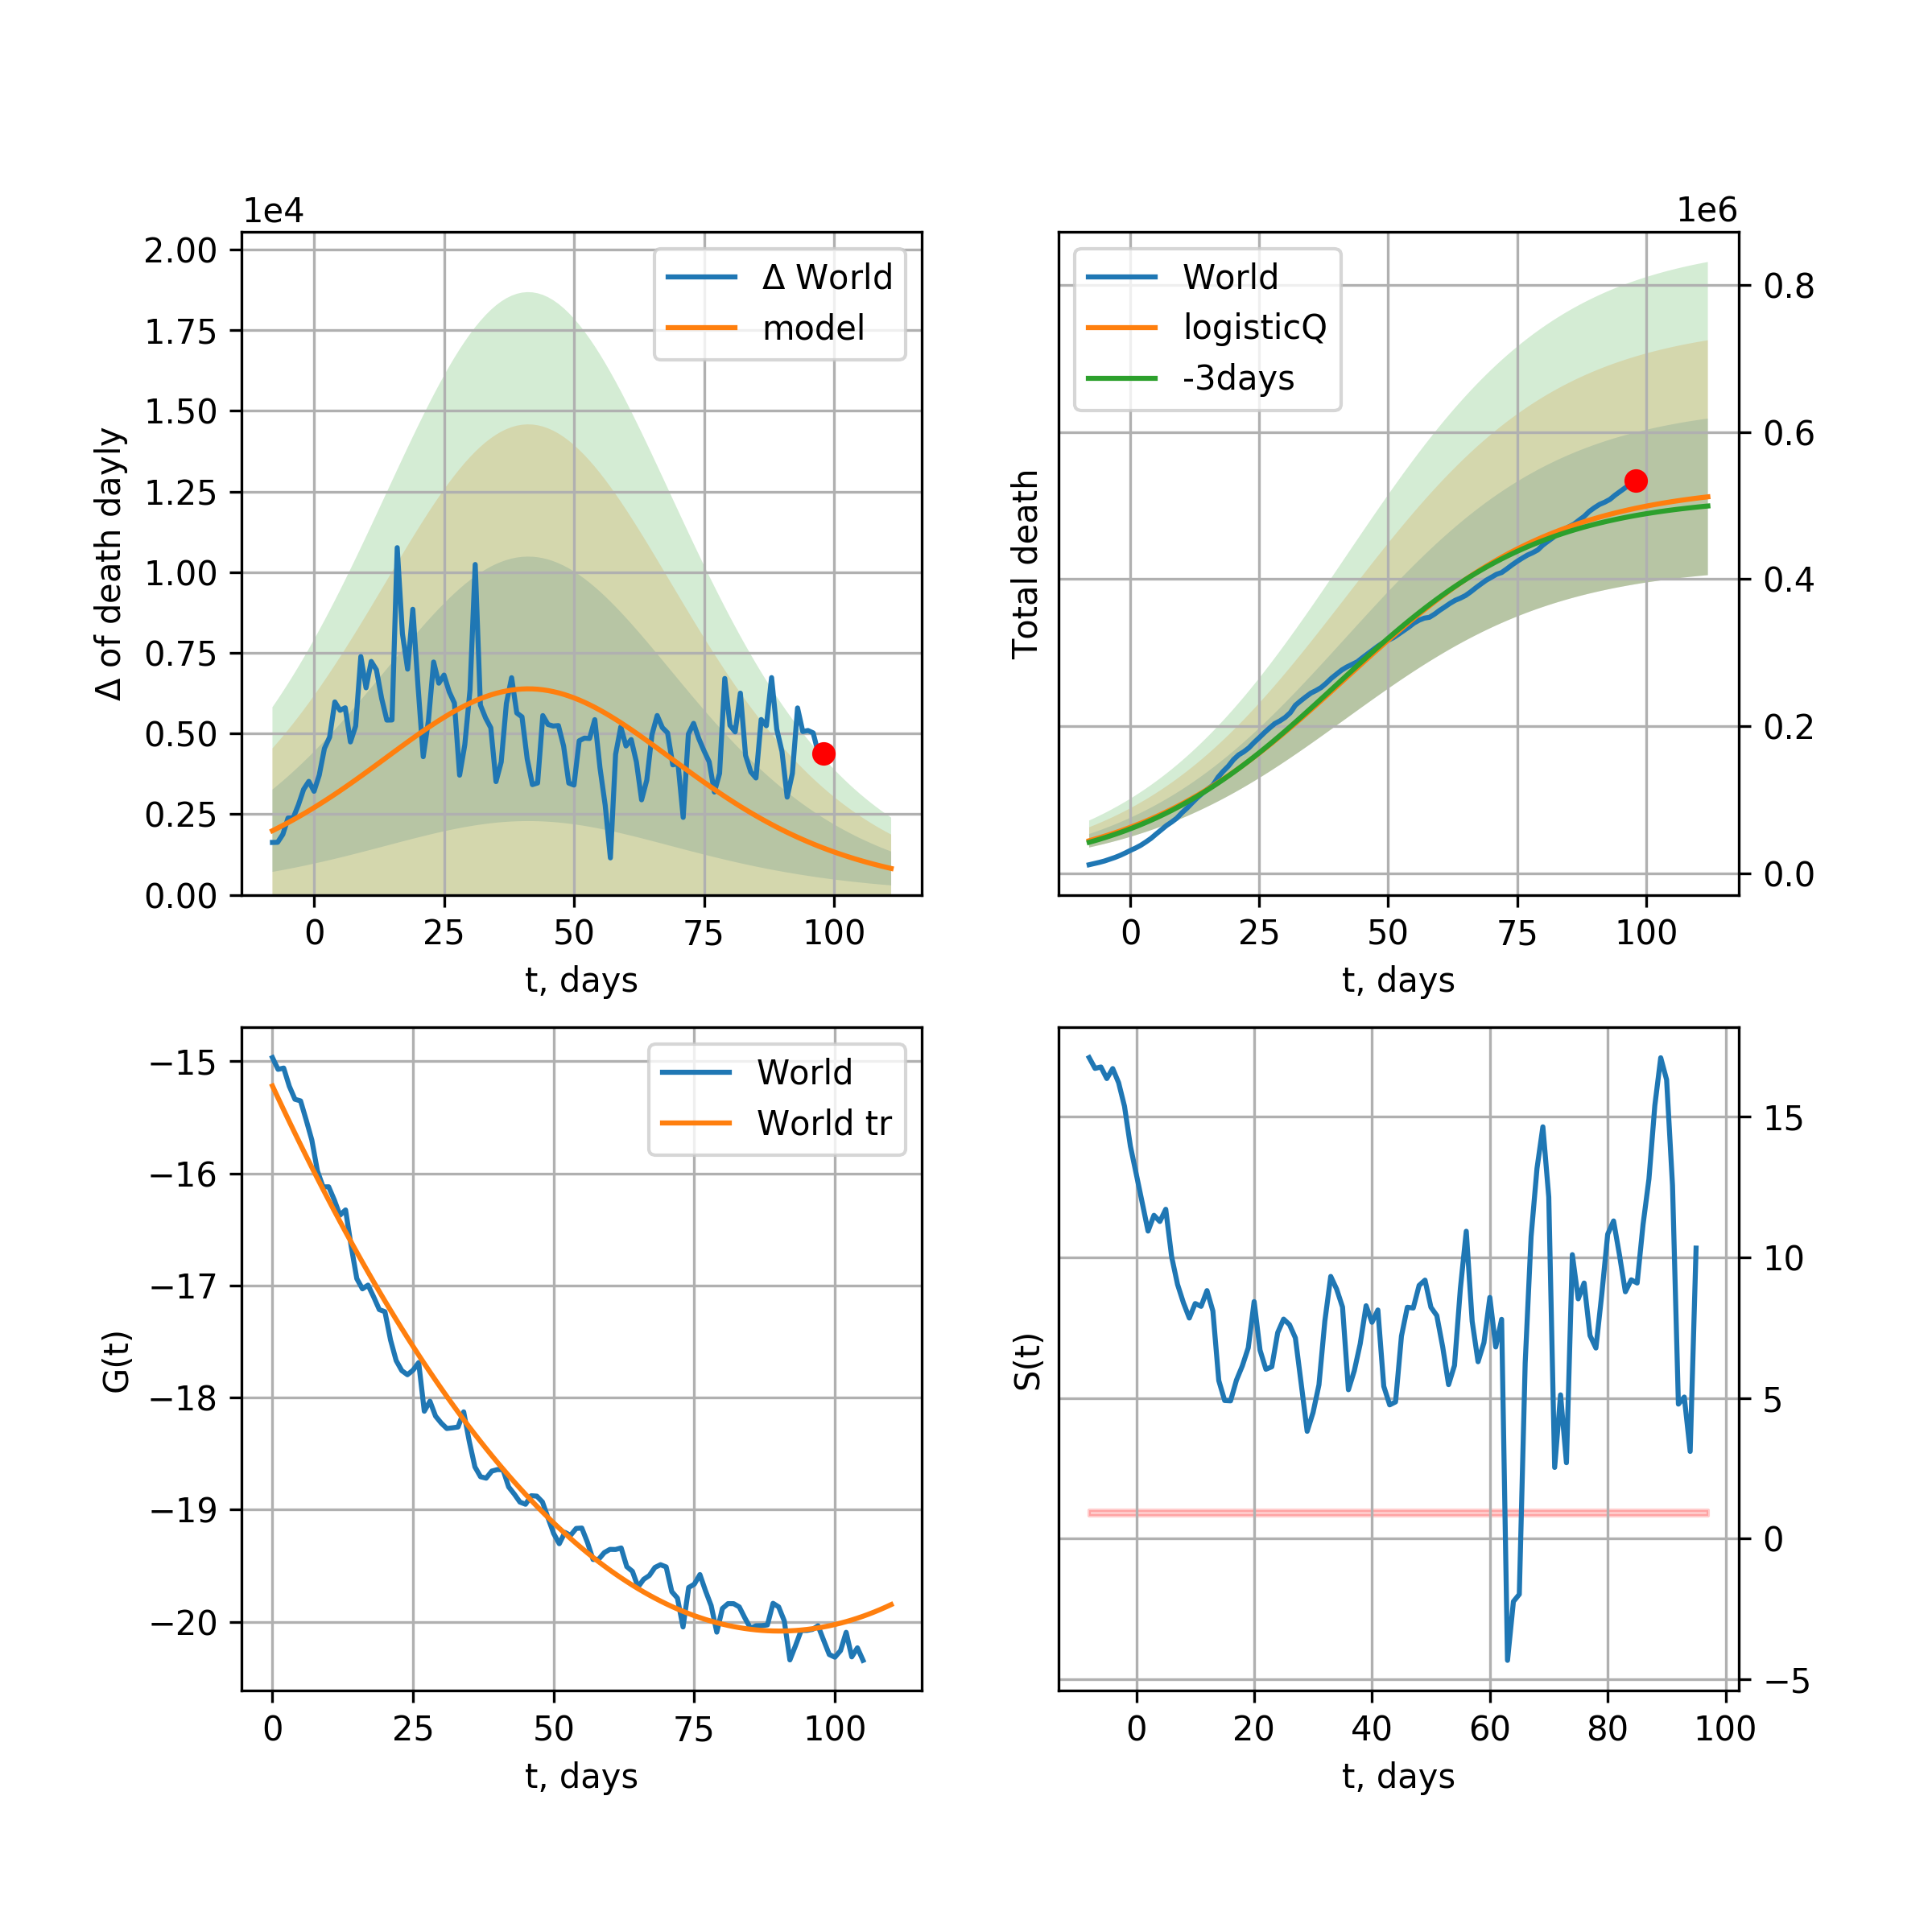 1e4
2.00
1.75
1.50
1.25
1.00
0.75
0.50
0.25
0.00
Δ of death dayly
Δ World
model
0 25 50 75 100
t, days
1e6
0.8
0.6
0.4
0.2
0.0
Total death
World
logisticQ
-3days
0 25 50 75 100
t, days
−15
−16
−17
−18
−19
−20
G(t)
World
World tr
0 25 50 75 100
t, days
15
10
5
0
−5
S(t)
0 20 40 60 80 100
t, days